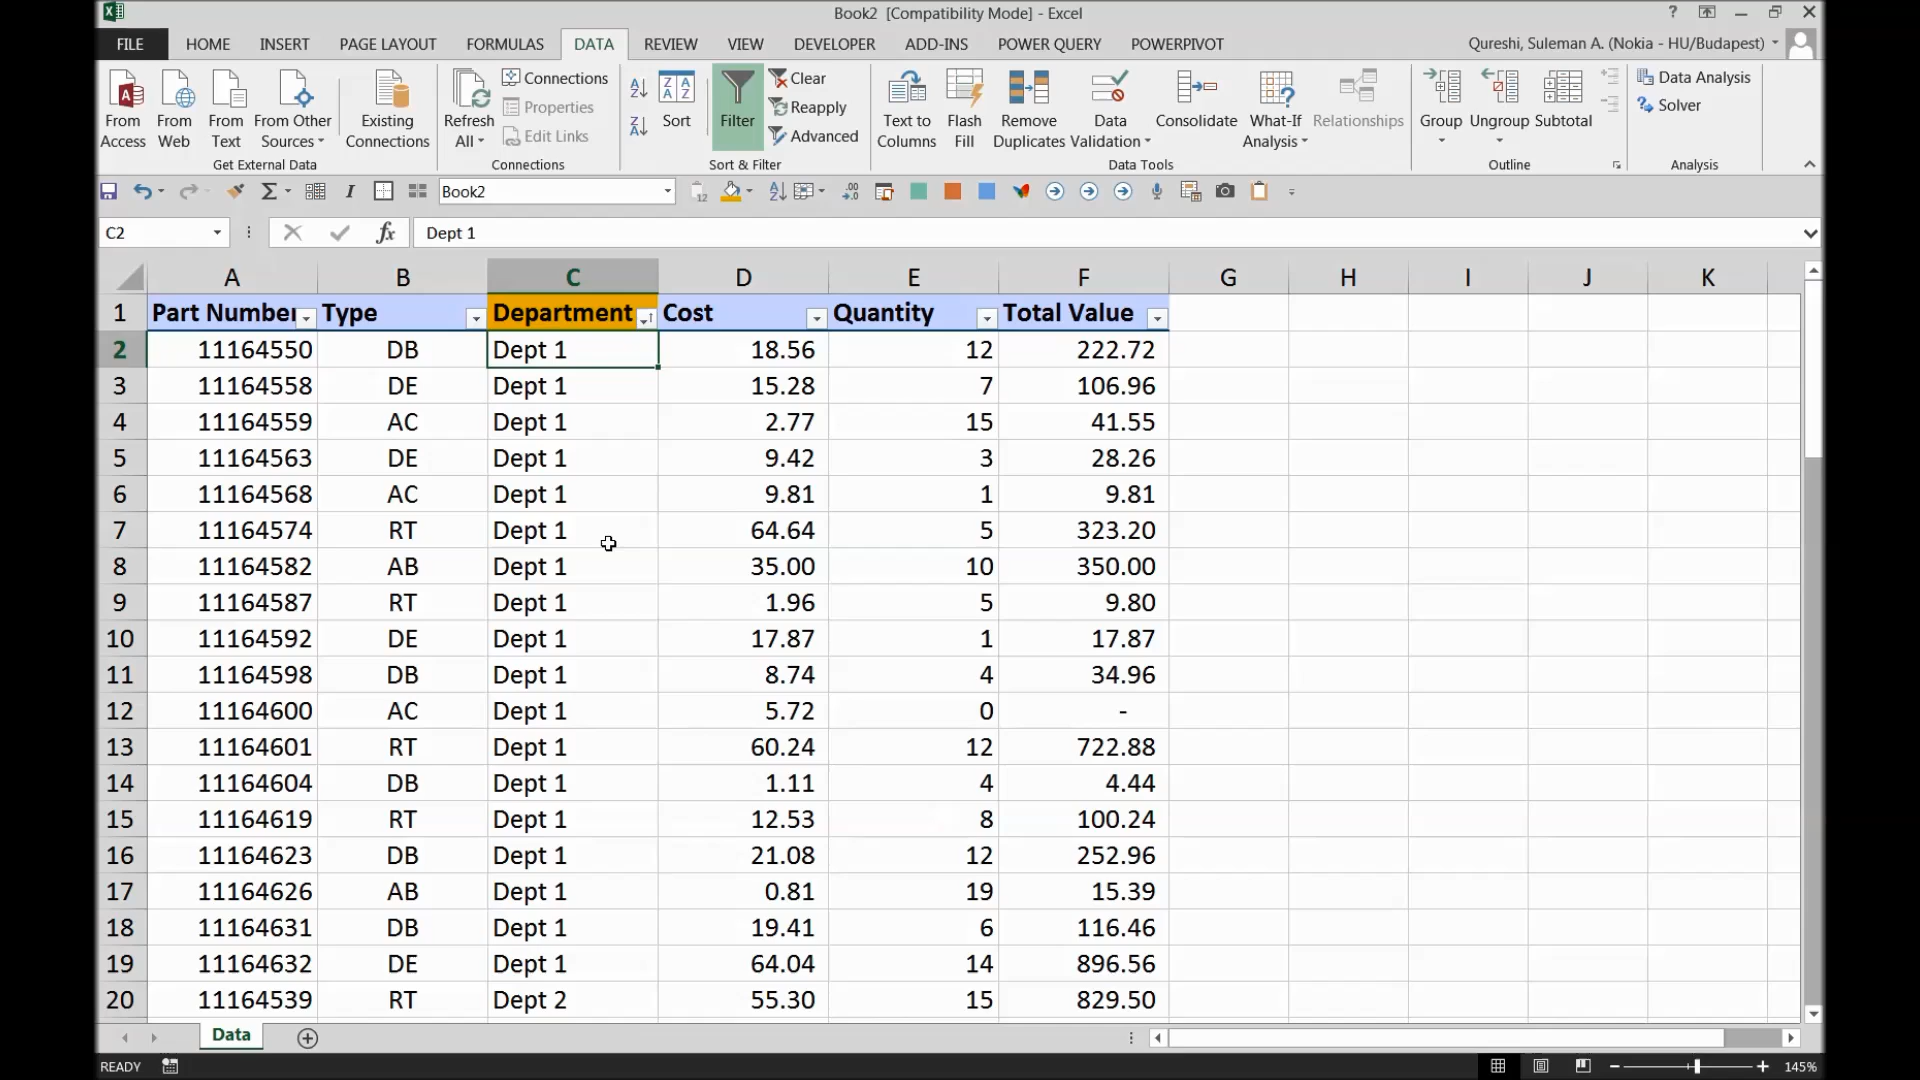 Book2 [Compatibility Mode] - Excel
FILE HOME INSERT PAGE LAYOUT FORMULAS DATA REVIEW VIEW DEVELOPER ADD-INS POWER QUERY POWERPIVOT Qureshi, Suleman A. (Nokia - HU/Budapest)
From Access
From Web
From Text
From Other Sources
Existing Connections
Get External Data
Refresh All
Connections
Properties
Edit Links
Connections
Sort
Filter
Clear
Reapply
Advanced
Sort & Filter
Text to Columns
Flash Fill
Remove Duplicates
Data Validation
Consolidate
What-If Analysis
Relationships
Data Tools
Group
Ungroup
Subtotal
Outline
Data Analysis
Solver
Analysis
Book2
C2 fx Dept 1
A B C D E F G H I J K
1 Part Number Type Department Cost Quantity Total Value
2 11164550 DB Dept 1 18.56 12 222.72
3 11164558 DE Dept 1 15.28 7 106.96
4 11164559 AC Dept 1 2.77 15 41.55
5 11164563 DE Dept 1 9.42 3 28.26
6 11164568 AC Dept 1 9.81 1 9.81
7 11164574 RT Dept 1 64.64 5 323.20
8 11164582 AB Dept 1 35.00 10 350.00
9 11164587 RT Dept 1 1.96 5 9.80
10 11164592 DE Dept 1 17.87 1 17.87
11 11164598 DB Dept 1 8.74 4 34.96
12 11164600 AC Dept 1 5.72 0 -
13 11164601 RT Dept 1 60.24 12 722.88
14 11164604 DB Dept 1 1.11 4 4.44
15 11164619 RT Dept 1 12.53 8 100.24
16 11164623 DB Dept 1 21.08 12 252.96
17 11164626 AB Dept 1 0.81 19 15.39
18 11164631 DB Dept 1 19.41 6 116.46
19 11164632 DE Dept 1 64.04 14 896.56
20 11164539 RT Dept 2 55.30 15 829.50
Data
READY 145%